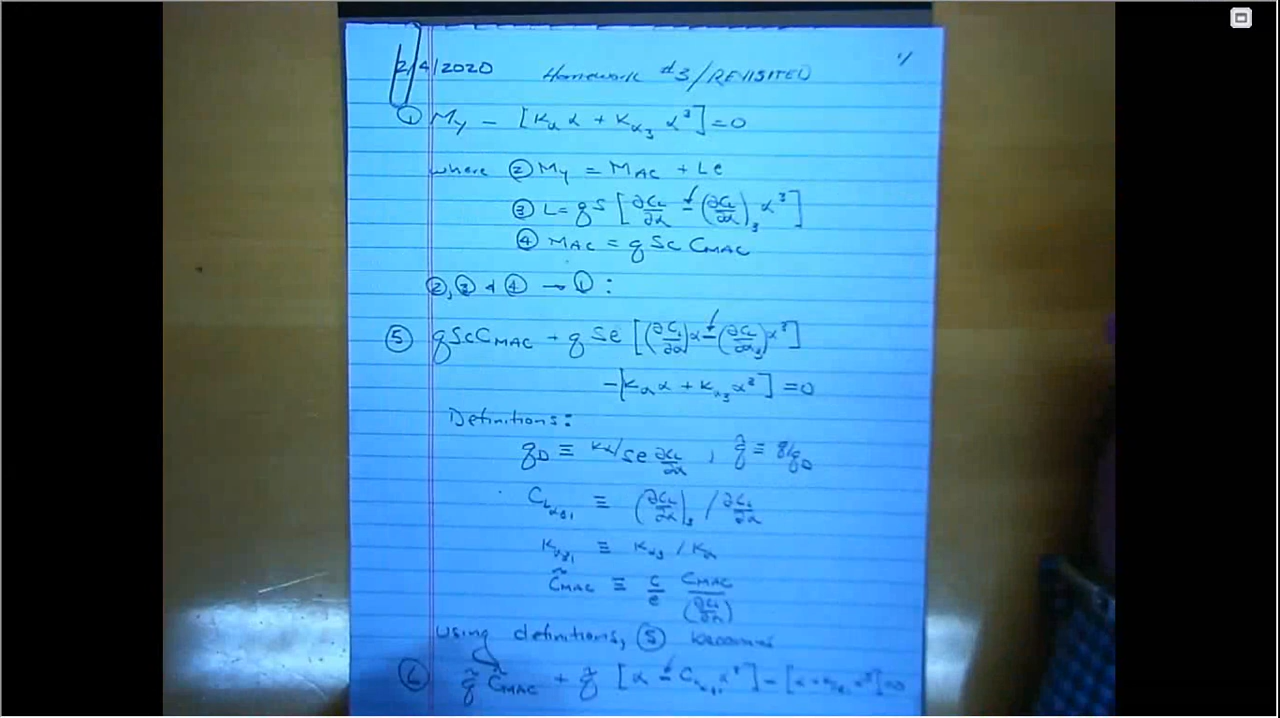 1/
2/4/2020 Homework #3/REVISITED
① My - [Kα α + Kα3 α³] = 0
where ② My = MAC + Le
③ L = qS [∂CL/∂α - (∂CL/∂α)3 α³]
④ MAC = qSc CMAC
②, ③ & ④ → ①:
⑤ qScCMAC + qSe [(∂CL/∂α)α - (∂CL/∂α)3 α³]
-[Kα α + Kα3 α³] = 0
Definitions:
qD ≡ Kα/Se ∂CL/∂α , q̃ ≡ q/qD
CLα31 ≡ (∂CL/∂α)3 / ∂CL/∂α
Kα31 ≡ Kα3 / Kα
C̃MAC ≡ c/e CMAC/(∂CL/∂α)
using definitions, ⑤ becomes
⑥ q̃ C̃MAC + q̃ [α - CLα31 α³] - [α + Kα31 α³] = 0